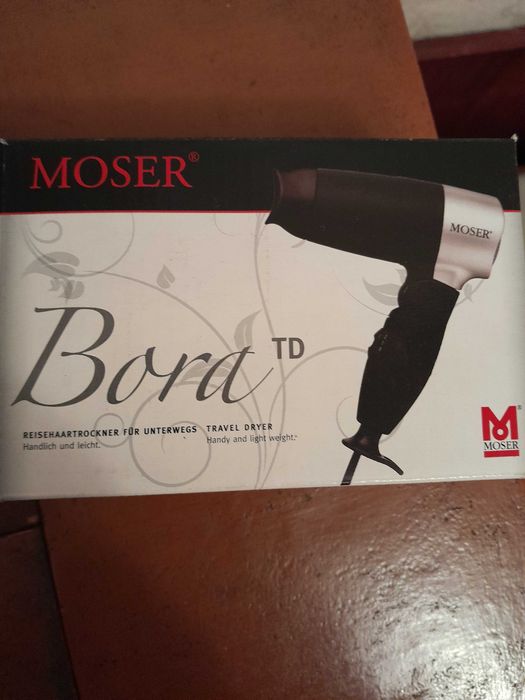 MOSER®
MOSER®
Bora TD
REISEHAARTROCKNER FÜR UNTERWEGS
Handlich und leicht.
TRAVEL DRYER
Handy and light weight.
M®
MOSER